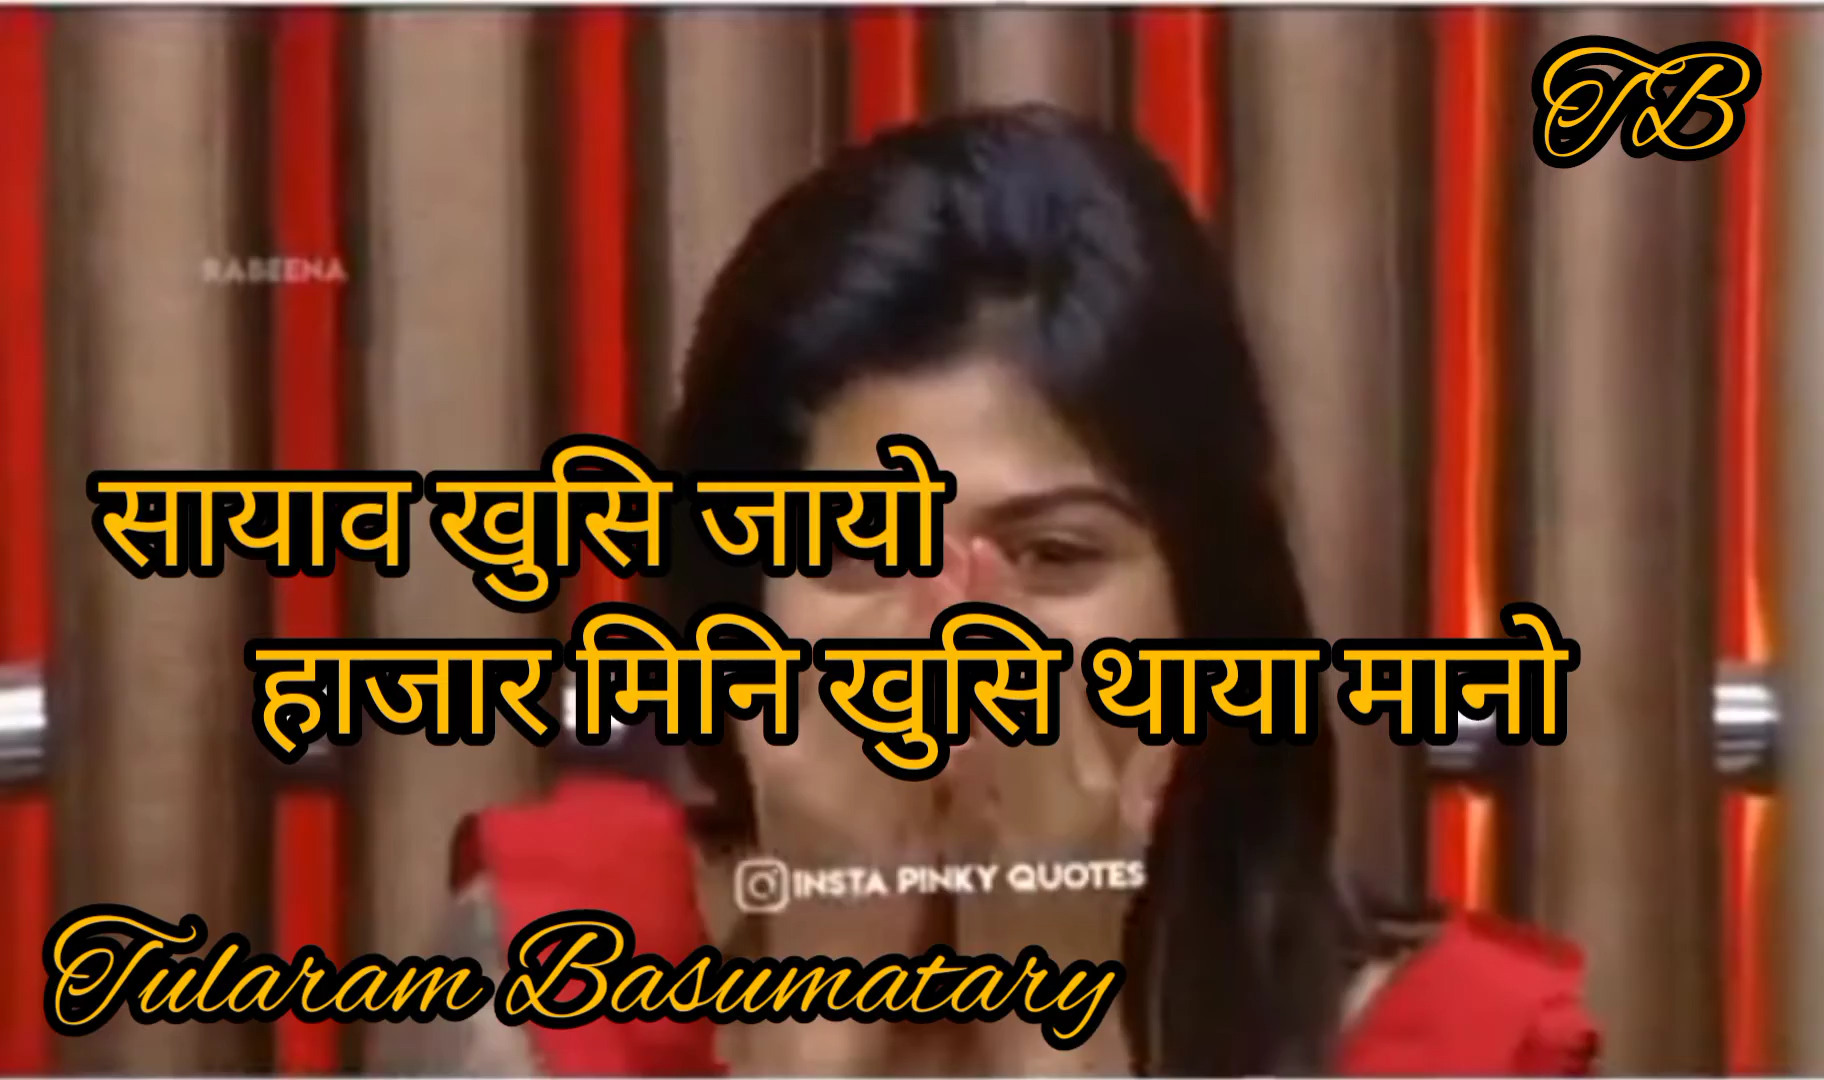 TB
RABEENA
सायाव खुसि जायो
हाजार मिनि खुसि थाया मानो
INSTA PINKY QUOTES
Tularam Basumatary